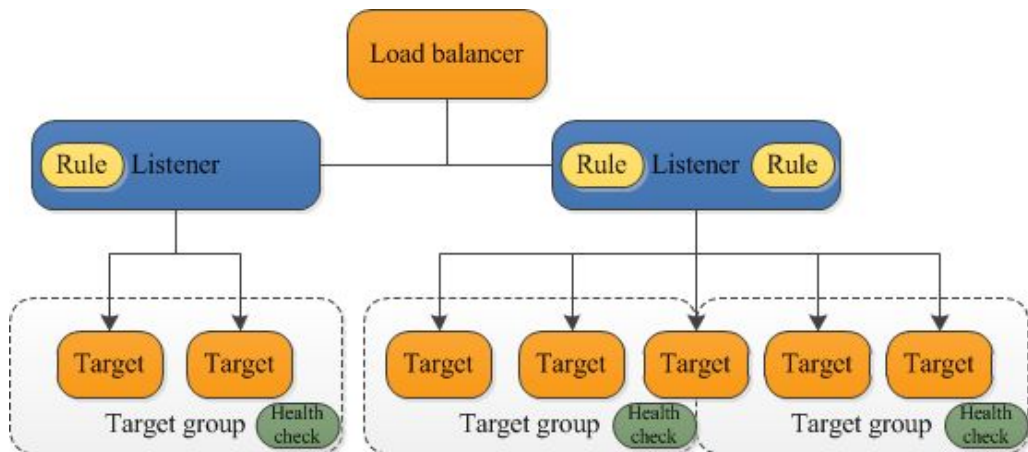 Load balancer
Rule Listener
Rule Listener Rule
Target Target
Target Target Target Target Target
Target group
Health
check
Target group
Health
check
Target group
Health
check